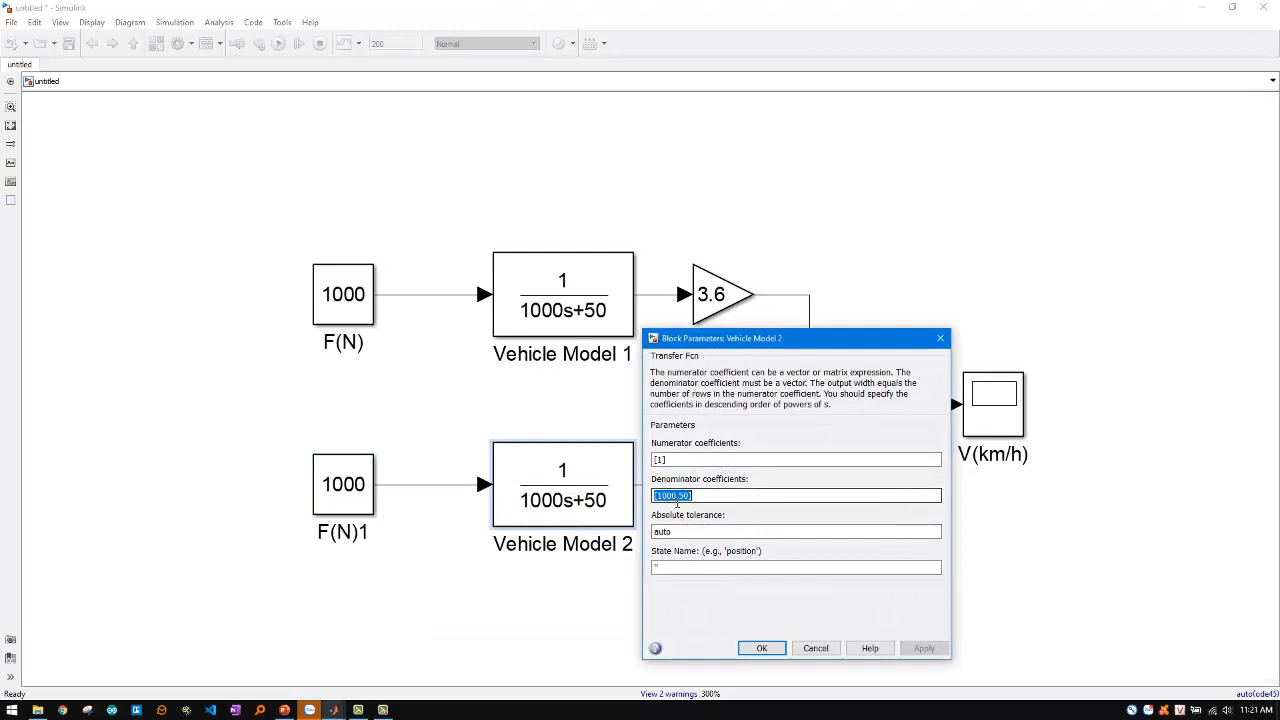 untitled * - Simulink
File Edit View Display Diagram Simulation Analysis Code Tools Help
200 Normal
untitled
untitled
1000
F(N)
1
1000s+50
Vehicle Model 1
3.6
1000
F(N)1
1
1000s+50
Vehicle Model 2
V(km/h)
Block Parameters: Vehicle Model 2
Transfer Fcn
The numerator coefficient can be a vector or matrix expression. The
denominator coefficient must be a vector. The output width equals the
number of rows in the numerator coefficient. You should specify the
coefficients in descending order of powers of s.
Parameters
Numerator coefficients:
[1]
Denominator coefficients:
[1000 50]
Absolute tolerance:
auto
State Name: (e.g., 'position')
''
OK Cancel Help Apply
Ready View 2 warnings 300% auto(ode45)
11:21 AM